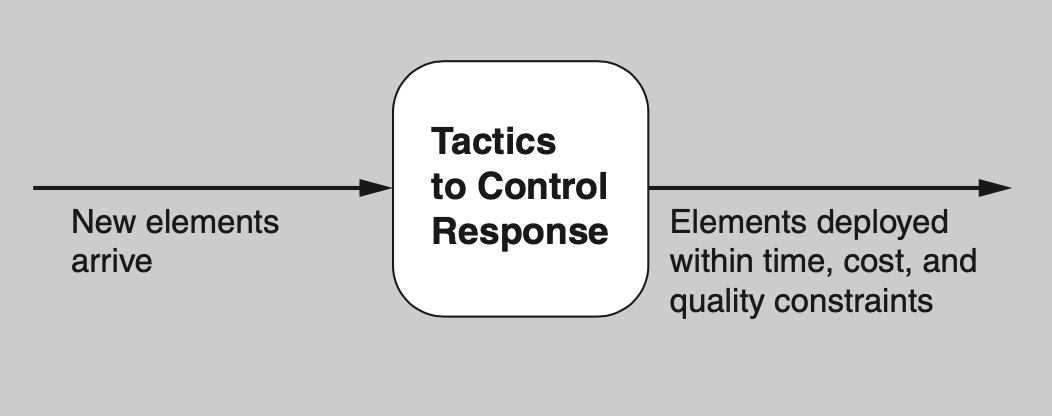 New elements
arrive
Tactics
to Control
Response
Elements deployed
within time, cost, and
quality constraints